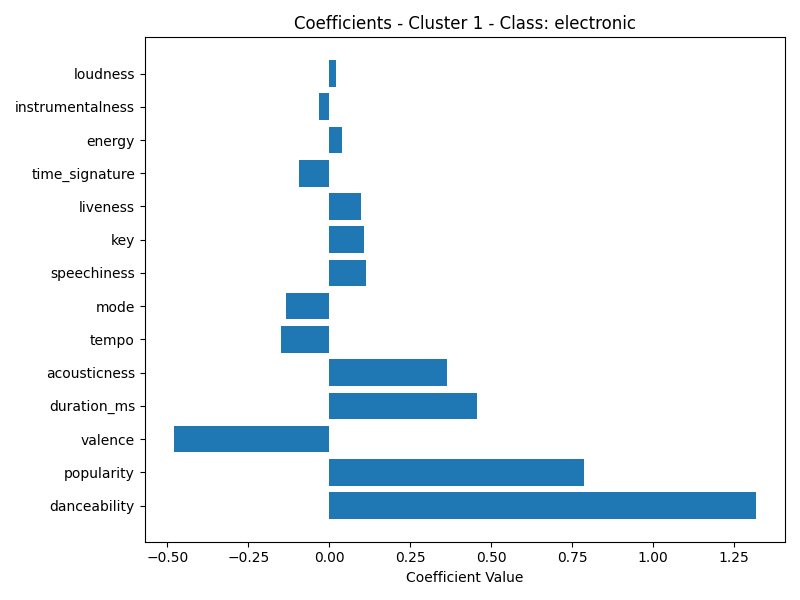 Coefficients - Cluster 1 - Class: electronic
loudness
instrumentalness
energy
time_signature
liveness
key
speechiness
mode
tempo
acousticness
duration_ms
valence
popularity
danceability
−0.50 −0.25 0.00 0.25 0.50 0.75 1.00 1.25
Coefficient Value